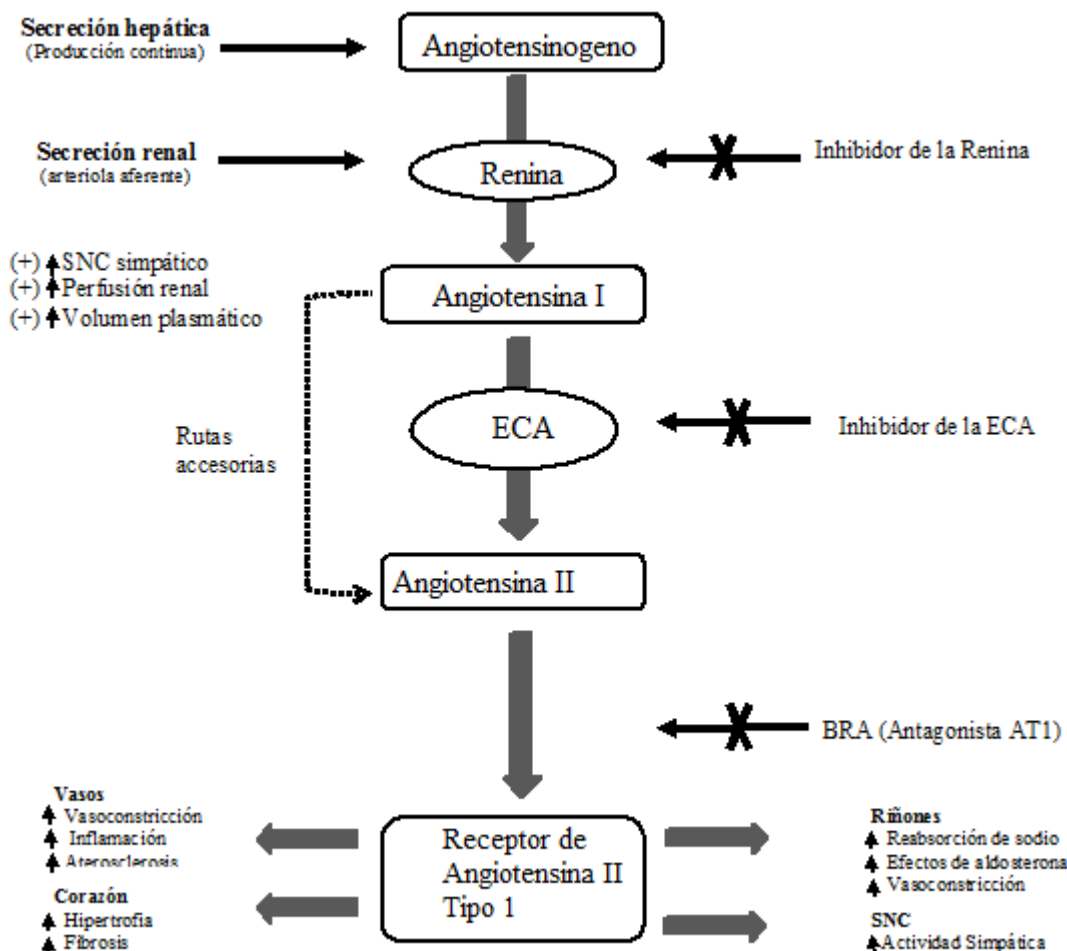 Secreción hepática
(Producción continua)
Angiotensinogeno
Secreción renal
(arteriola aferente)
Renina
Inhibidor de la Renina
(+) SNC simpático
(+) Perfusión renal
(+) Volumen plasmático
Angiotensina I
Rutas
accesorias
ECA
Inhibidor de la ECA
Angiotensina II
BRA (Antagonista AT1)
Vasos
Vasoconstricción
Inflamación
Aterosclerosis
Corazón
Hipertrofia
Fibrosis
Receptor de
Angiotensina II
Tipo 1
Riñones
Reabsorción de sodio
Efectos de aldosterona
Vasoconstricción
SNC
Actividad Simpática